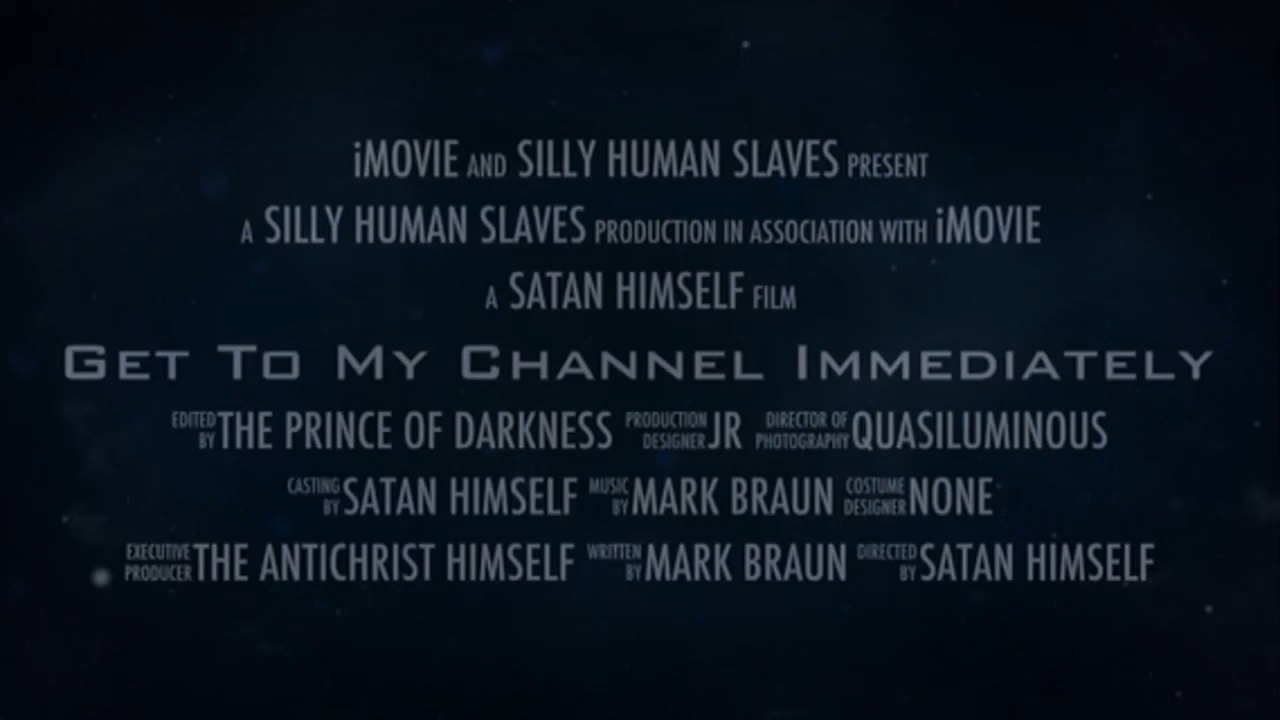 iMOVIE AND SILLY HUMAN SLAVES PRESENT
A SILLY HUMAN SLAVES PRODUCTION IN ASSOCIATION WITH iMOVIE
A SATAN HIMSELF FILM
GET TO MY CHANNEL IMMEDIATELY
EDITED BY THE PRINCE OF DARKNESS PRODUCTION DESIGNER JR DIRECTOR OF PHOTOGRAPHY QUASILUMINOUS
CASTING BY SATAN HIMSELF MUSIC BY MARK BRAUN COSTUME DESIGNER NONE
EXECUTIVE PRODUCER THE ANTICHRIST HIMSELF WRITTEN BY MARK BRAUN DIRECTED BY SATAN HIMSELF